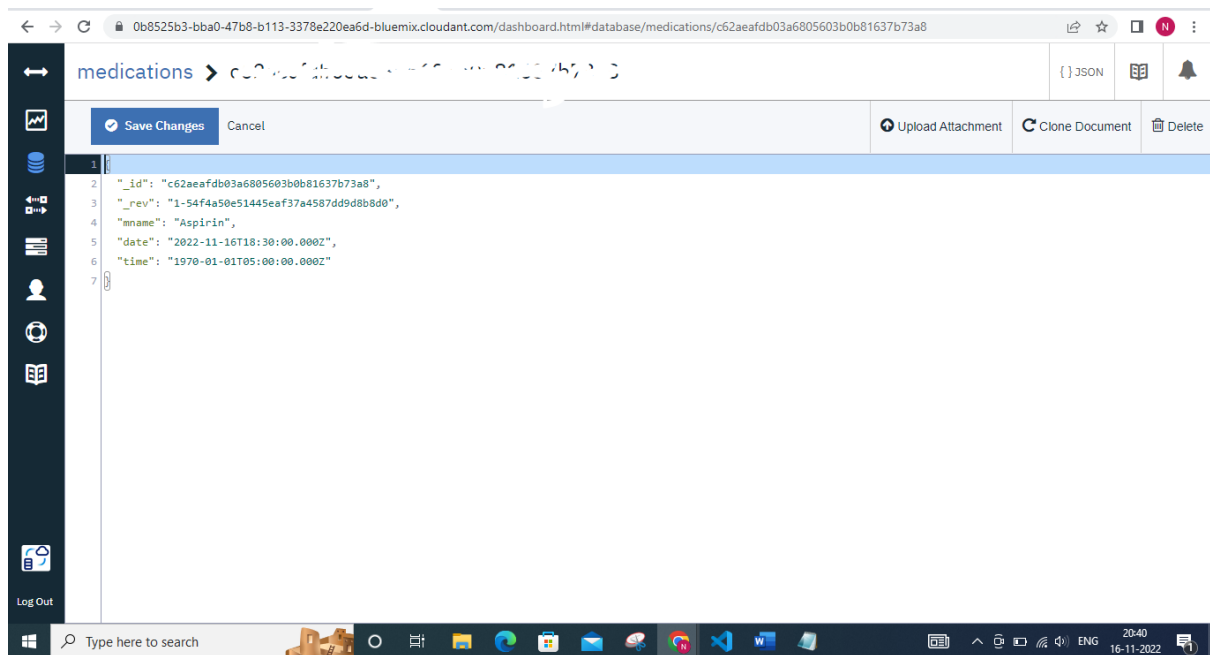 0b8525b3-bba0-47b8-b113-3378e220ea6d-bluemix.cloudant.com/dashboard.html#database/medications/c62aeafdb03a6805603b0b81637b73a8
N
medications >
{ } JSON
Save Changes
Cancel
Upload Attachment
Clone Document
Delete
1 {
2 "_id": "c62aeafdb03a6805603b0b81637b73a8",
3 "_rev": "1-54f4a50e51445eaf37a4587dd9d8b8d0",
4 "mname": "Aspirin",
5 "date": "2022-11-16T18:30:00.000Z",
6 "time": "1970-01-01T05:00:00.000Z"
7 }
Log Out
Type here to search
ENG
20:40
16-11-2022
1